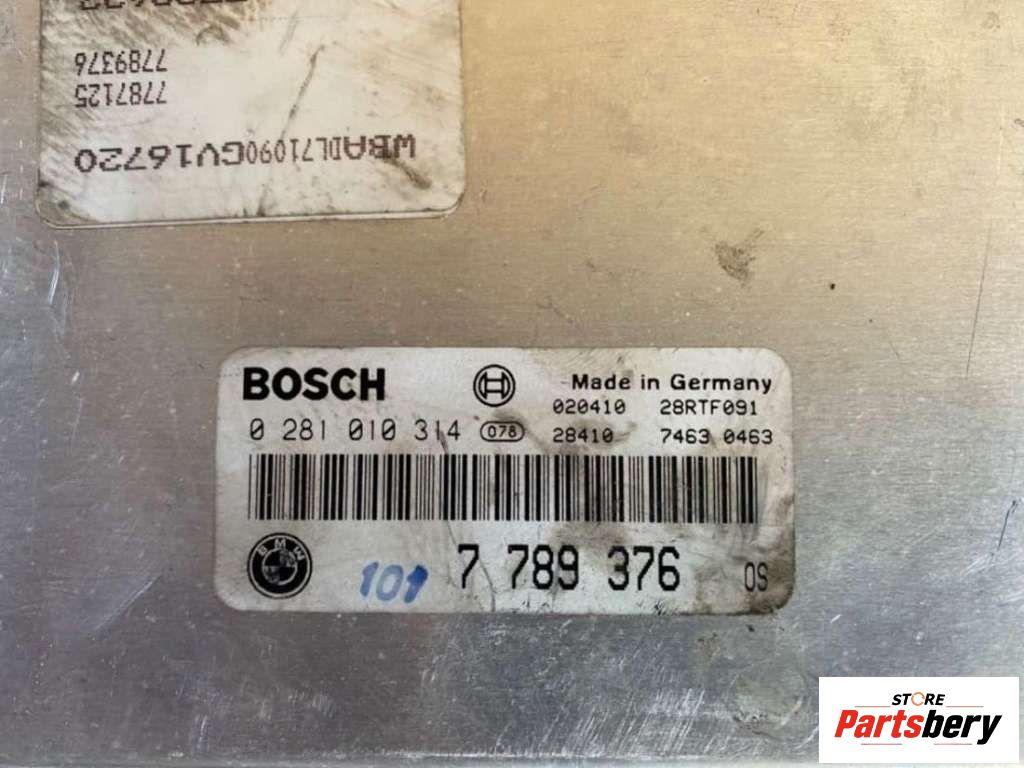 7789376
7787125
WBADL71090GV16720
BOSCH
Made in Germany
020410 28RTF091
0 281 010 314 078 28410 7463 0463
BMW
101 7 789 376 OS
STORE
Partsbery